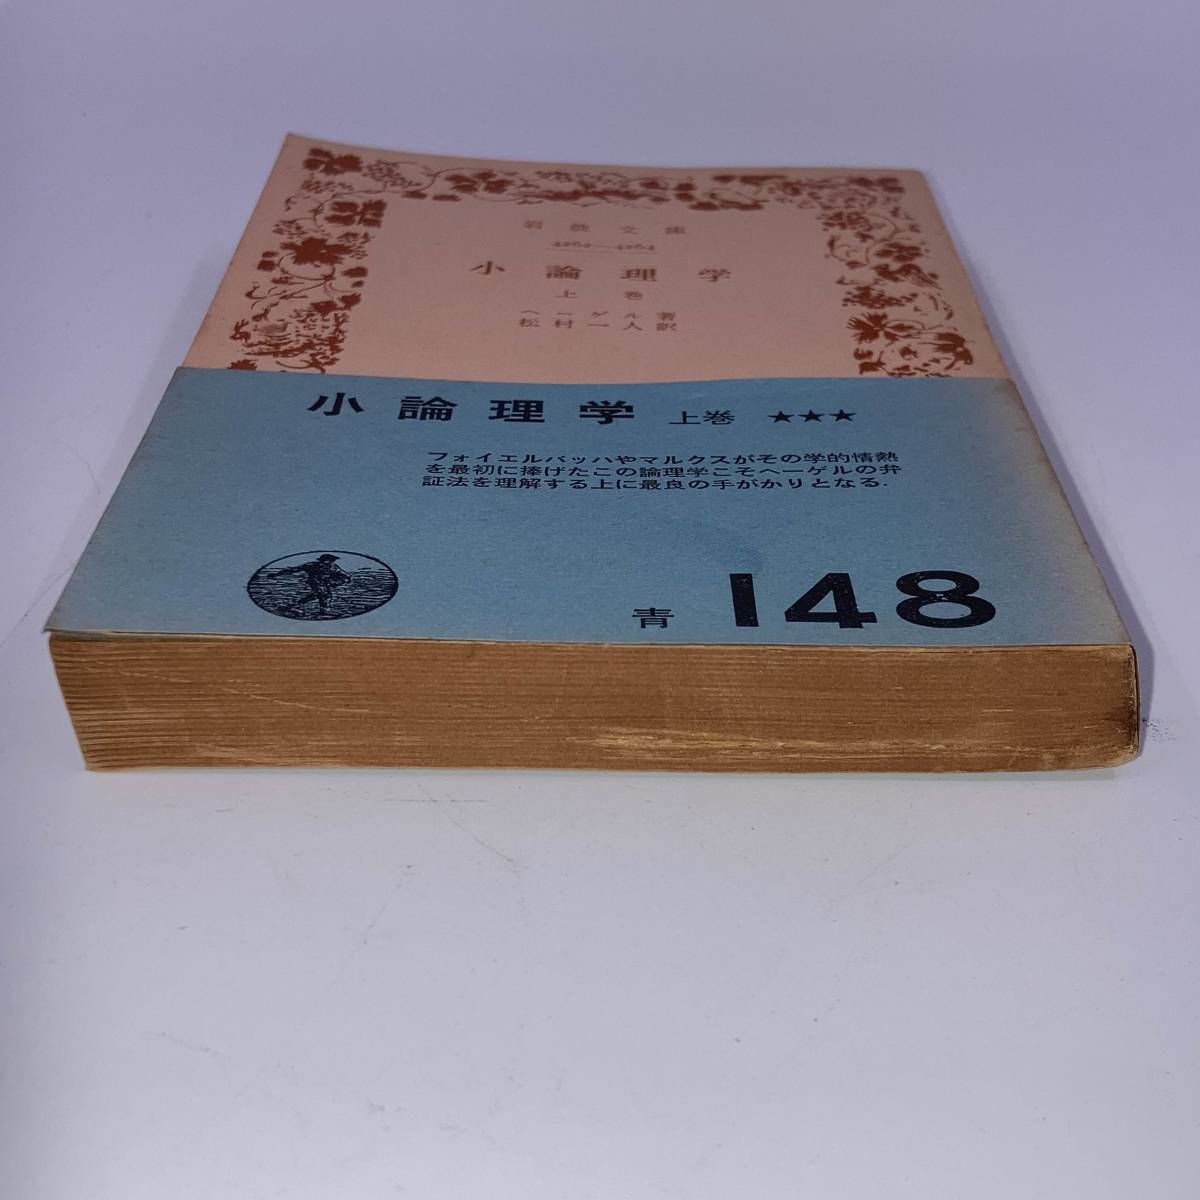 岩波文庫
4262—4264
小論理学
上巻
ヘーゲル著
松村一人訳
小論理学 上巻 ★★★
フォイエルバッハやマルクスがその学的情熱
を最初に捧げたこの論理学こそヘーゲルの弁
証法を理解する上に最良の手がかりとなる.
青 148